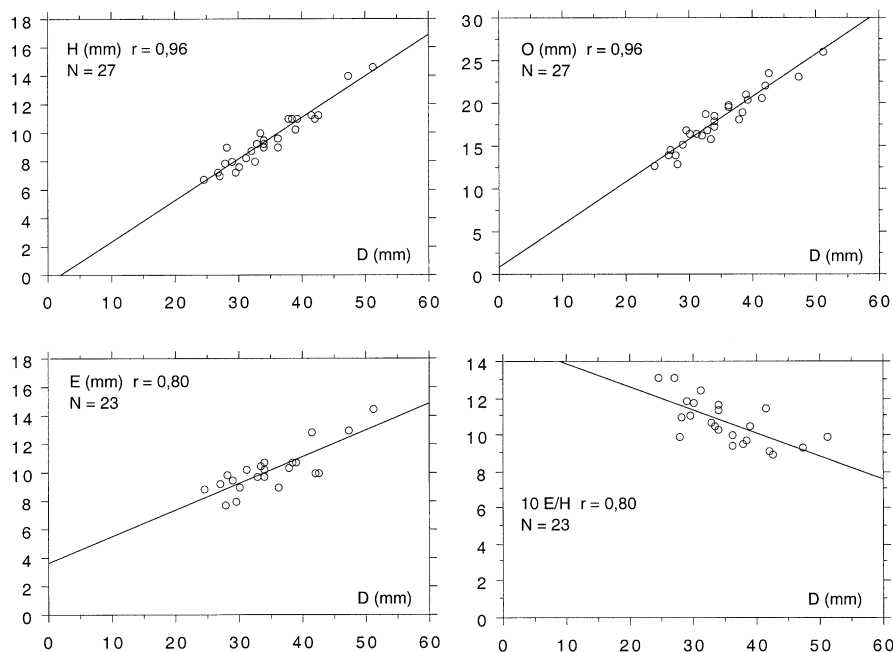 18
16
14
12
10
8
6
4
2
0
H (mm) r = 0,96
N = 27
D (mm)
0 10 20 30 40 50 60
30
25
20
15
10
5
0
O (mm) r = 0,96
N = 27
D (mm)
0 10 20 30 40 50 60
18
16
14
12
10
8
6
4
2
0
E (mm) r = 0,80
N = 23
D (mm)
0 10 20 30 40 50 60
14
12
10
8
6
4
2
0
10 E/H r = 0,80
N = 23
D (mm)
0 10 20 30 40 50 60